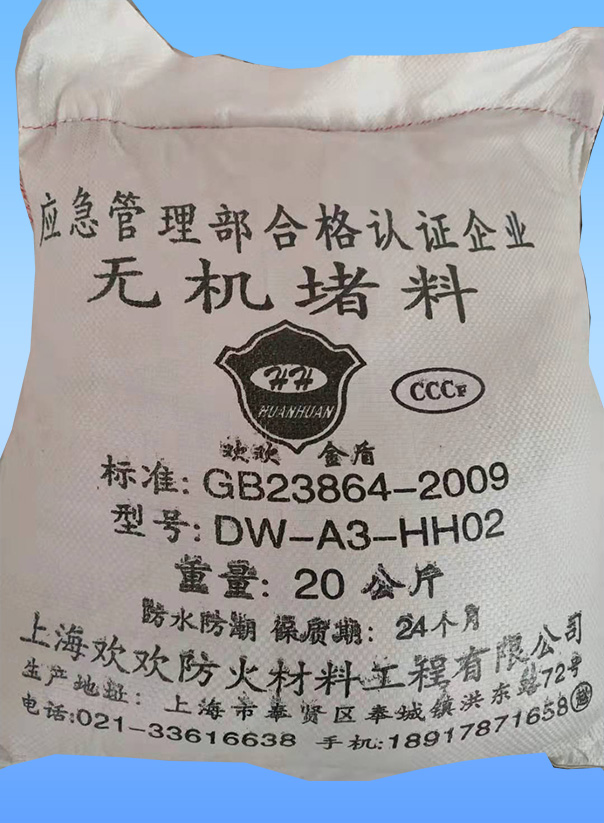 应急管理部合格认证企业
无机堵料
HH
HUANHUAN
CCCF
欢欢 金盾
标准: GB23864-2009
型号: DW-A3-HH02
重量: 20 公斤
防水防潮 保质期: 24个月
上海欢欢防火材料工程有限公司
生产地址: 上海市奉贤区奉城镇洪东路72号
电话:021-33616638 手机:18917871658